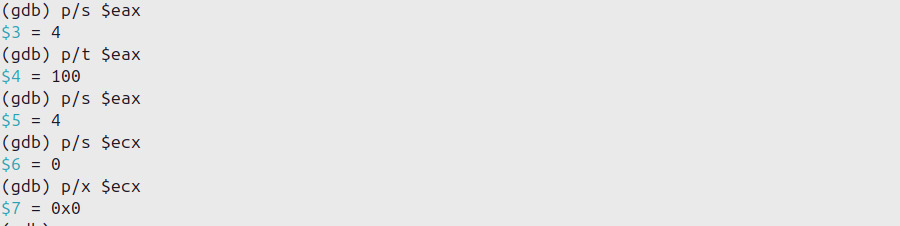 (gdb) p/s $eax
$3 = 4
(gdb) p/t $eax
$4 = 100
(gdb) p/s $eax
$5 = 4
(gdb) p/s $ecx
$6 = 0
(gdb) p/x $ecx
$7 = 0x0